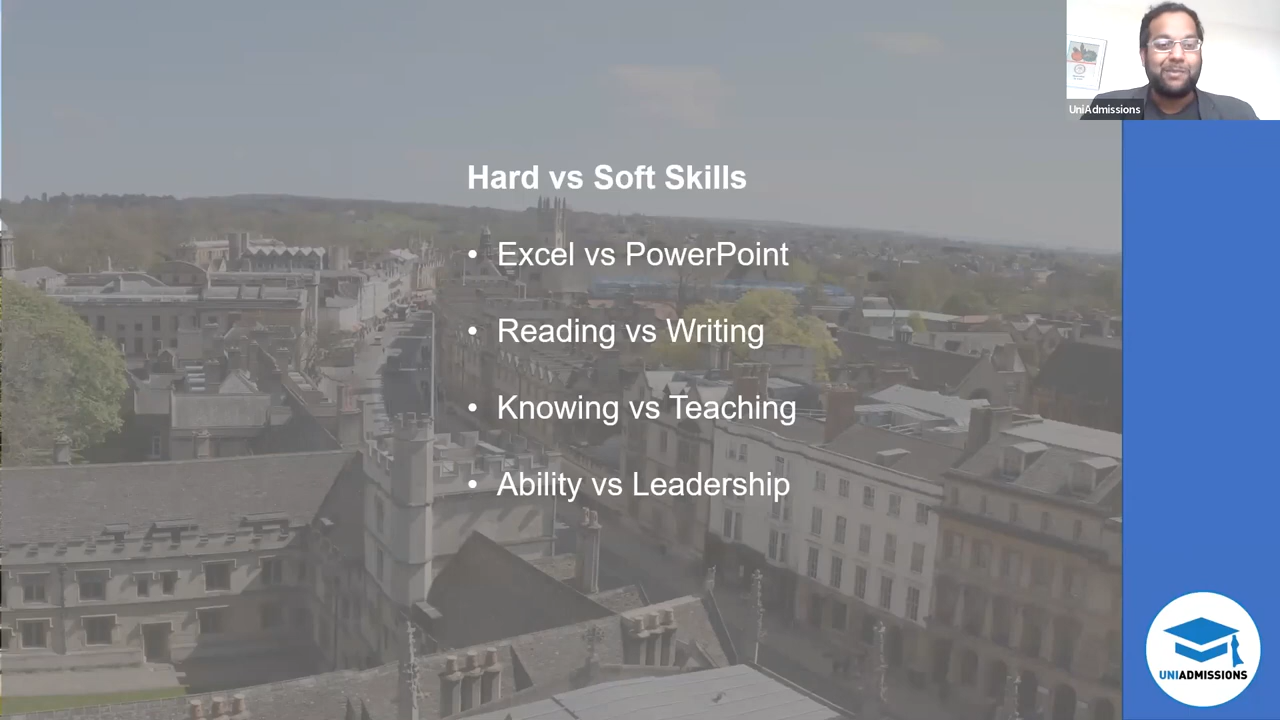 UniAdmissions
Hard vs Soft Skills
• Excel vs PowerPoint
• Reading vs Writing
• Knowing vs Teaching
• Ability vs Leadership
UNIADMISSIONS